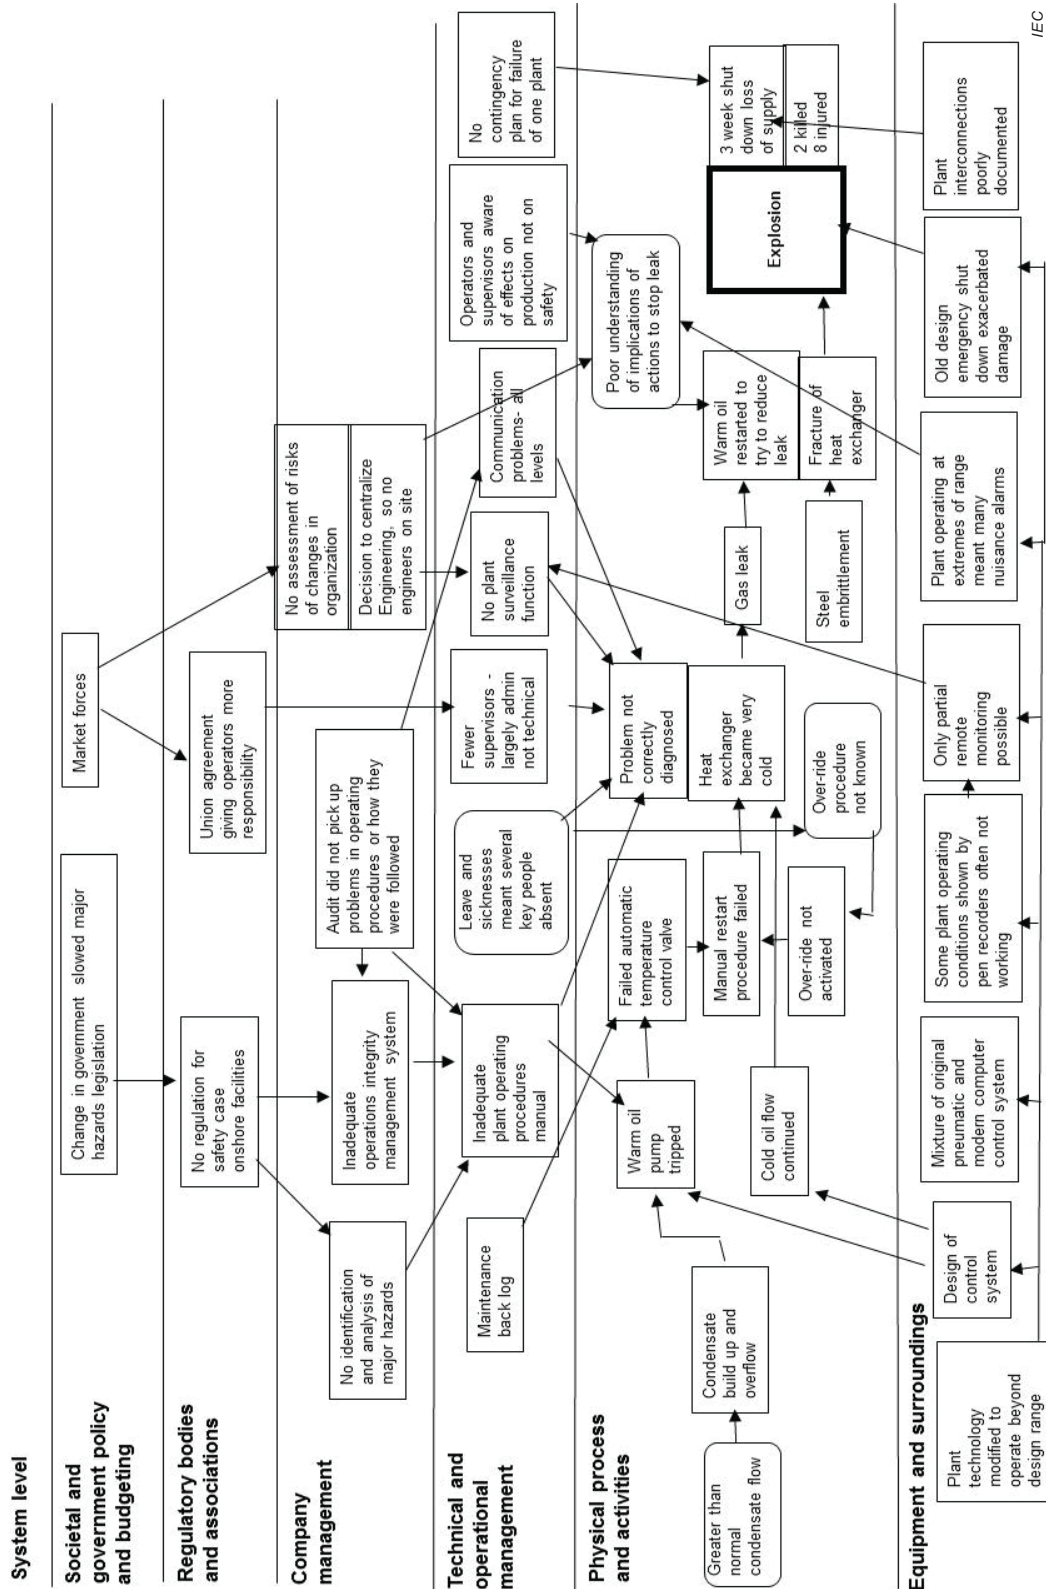 System level
Societal and
government policy
and budgeting
Change in government slowed major
hazards legislation
Market forces
Regulatory bodies
and associations
No regulation for
safety case
onshore facilities
Union agreement
giving operators more
responsibility
Company
management
No identification
and analysis of
major hazards
Inadequate
operations integrity
management system
Audit did not pick up
problems in operating
procedures or how they
were followed
No assessment of risks
of changes in
organization
Decision to centralize
Engineering, so no
engineers on site
Technical and
operational
management
Maintenance
back log
Inadequate
plant operating
procedures
manual
Leave and
sicknesses
meant several
key people
absent
Fewer
supervisors -
largely admin
not technical
No plant
surveillance
function
Communication
problems- all
levels
Operators and
supervisors aware
of effects on
production not on
safety
No
contingency
plan for failure
of one plant
Physical process
and activities
Greater than
normal
condensate flow
Condensate
build up and
overflow
Warm oil
pump
tripped
Cold oil flow
continued
Failed automatic
temperature
control valve
Manual restart
procedure failed
Over-ride not
activated
Over-ride
procedure
not known
Problem not
correctly
diagnosed
Heat
exchanger
became very
cold
Gas leak
Steel
embrittlement
Poor understanding
of implications of
actions to stop leak
Warm oil
restarted to
try to reduce
leak
Fracture of
heat
exchanger
Explosion
3 week shut
down loss
of supply
2 killed
8 injured
Equipment and surroundings
Plant
technology
modified to
operate beyond
design range
Design of
control
system
Mixture of original
pneumatic and
modern computer
control system
Some plant operating
conditions shown by
pen recorders often not
working
Only partial
remote
monitoring
possible
Plant operating at
extremes of range
meant many
nuisance alarms
Old design
emergency shut
down exacerbated
damage
Plant
interconnections
poorly
documented
IEC